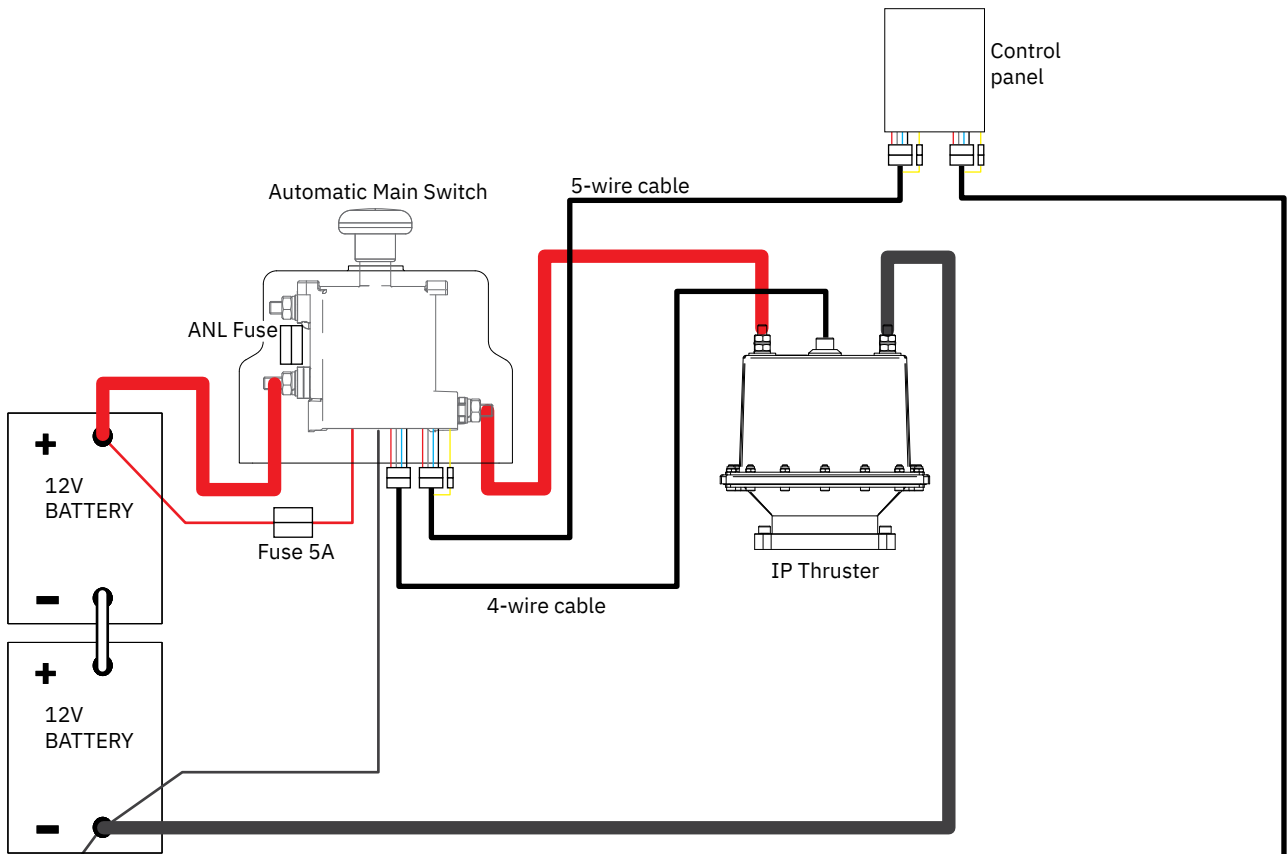 Control
panel
Automatic Main Switch
5-wire cable
ANL Fuse
+
12V
BATTERY
Fuse 5A
IP Thruster
-
4-wire cable
+
12V
BATTERY
-